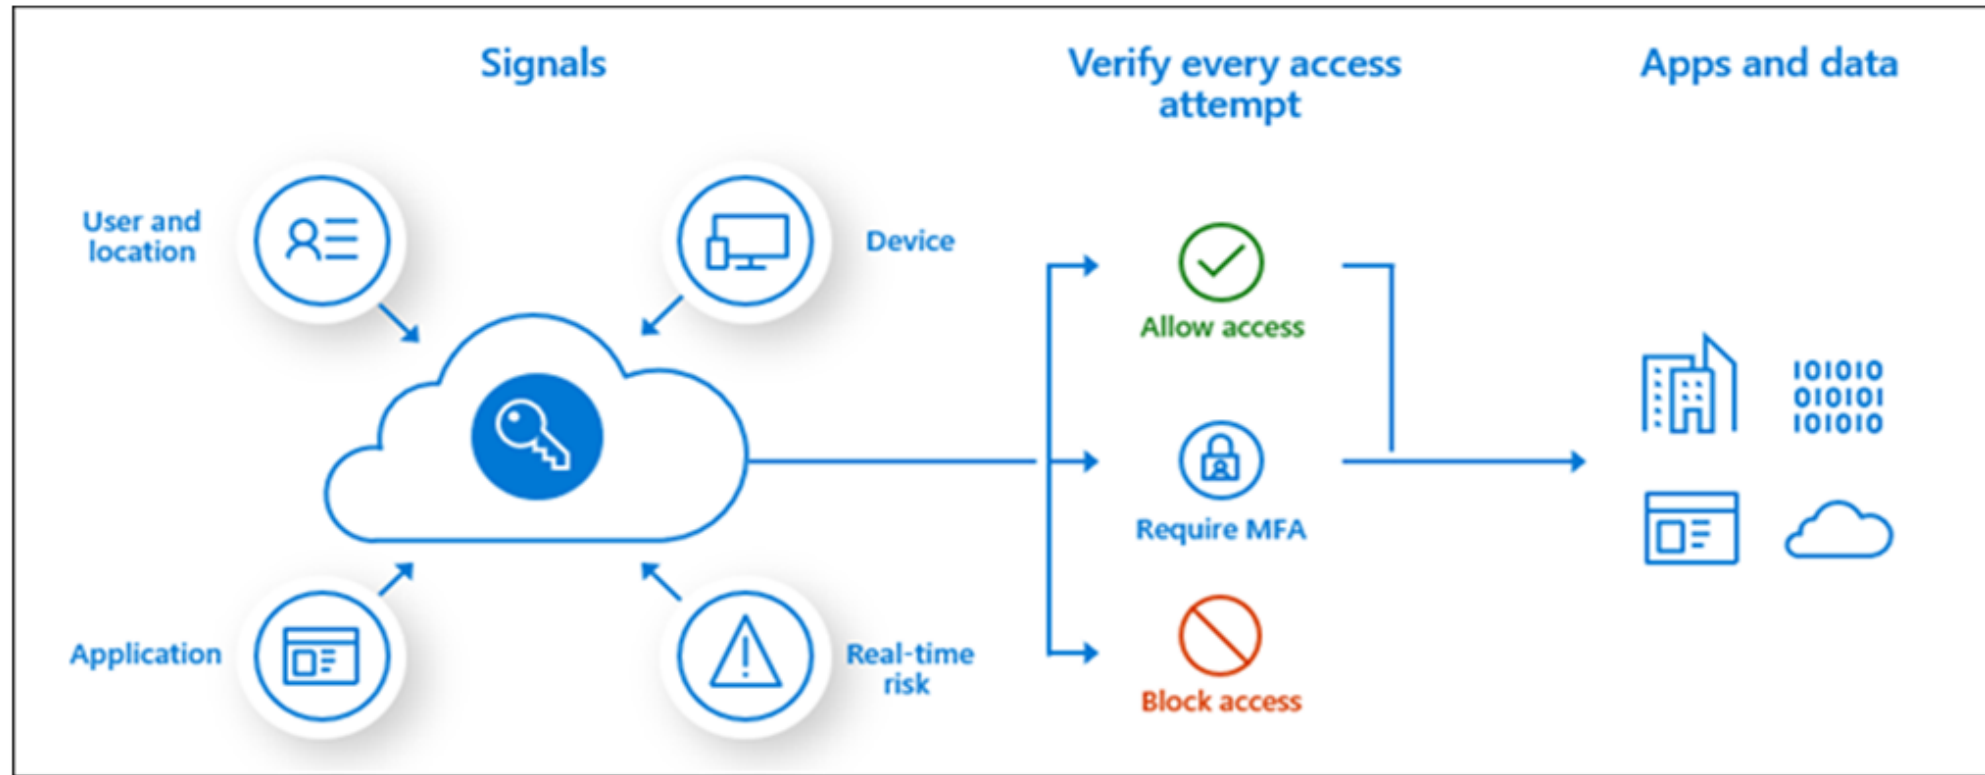 Signals
Verify every access
attempt
Apps and data
User and
location
Device
Allow access
101010
010101
101010
Require MFA
Application
Real-time
risk
Block access